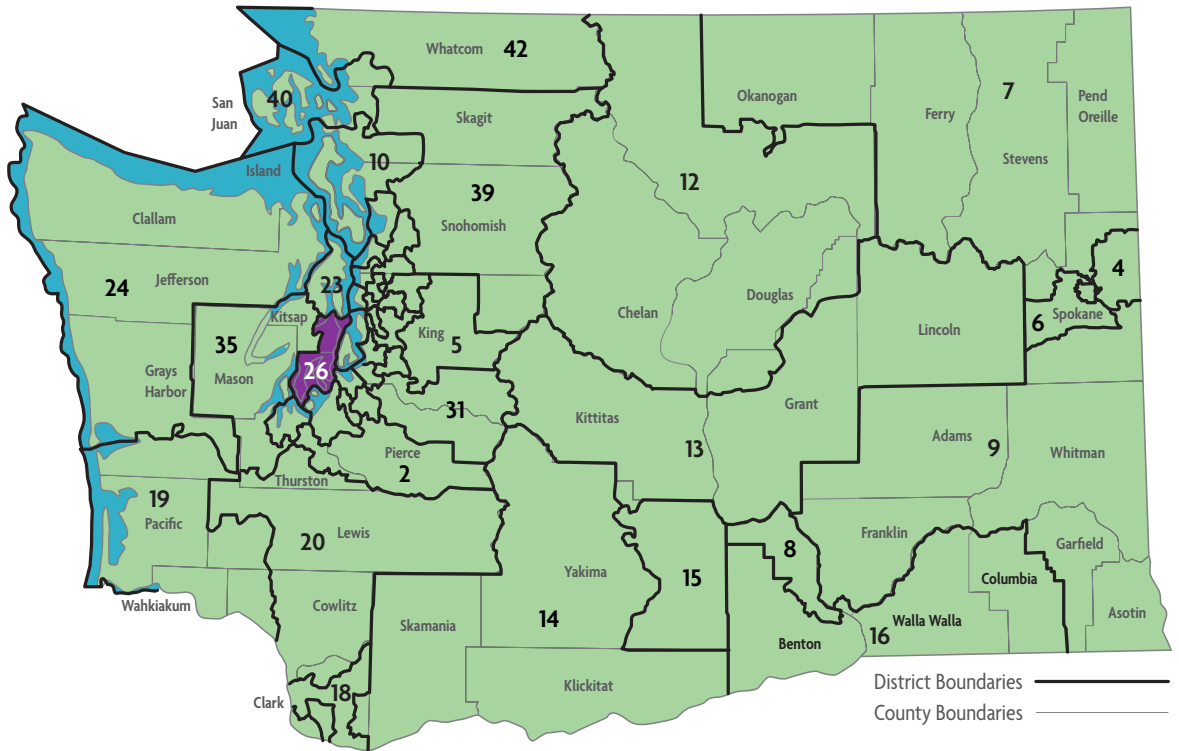 Whatcom 42
San
Juan
40
Skagit
Okanogan
7
Ferry
Pend
Oreille
Stevens
Island
10
12
39
Snohomish
Clallam
24
Jefferson
23
Kitsap
Chelan
Douglas
4
6
Spokane
Lincoln
35
Mason
King
5
26
Grays
Harbor
31
Kittitas
13
Grant
Adams
9
Whitman
Pierce
2
Thurston
19
Pacific
20
Lewis
Yakima
14
15
8
Franklin
Garfield
Columbia
Asotin
Wahkiakum
Cowlitz
Skamania
Benton
16
Walla Walla
Klickitat
Clark
18
District Boundaries
County Boundaries